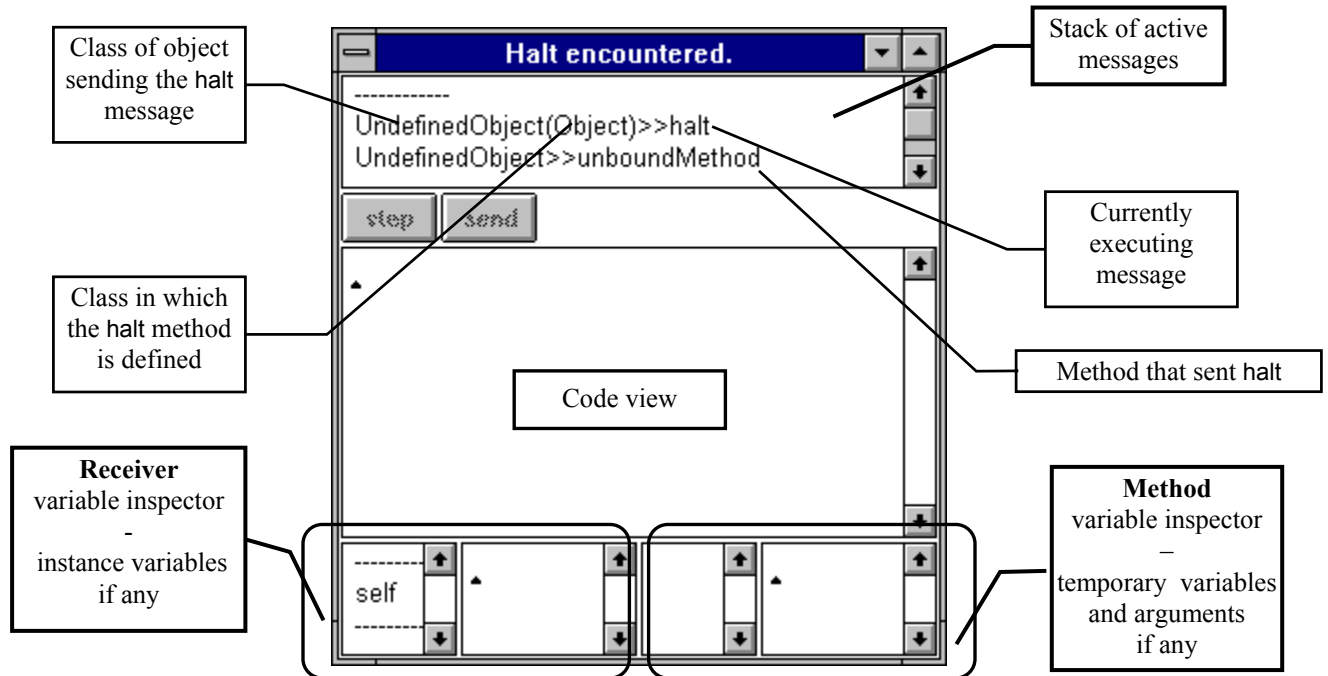 Class of object
sending the halt
message
Stack of active
messages
Halt encountered.
------------
UndefinedObject(Object)>>halt
UndefinedObject>>unboundMethod
step
send
Currently
executing
message
Class in which
the halt method
is defined
Method that sent halt
Code view
Receiver
variable inspector
-
instance variables
if any
---------
self
---------
Method
variable inspector
–
temporary variables
and arguments
if any